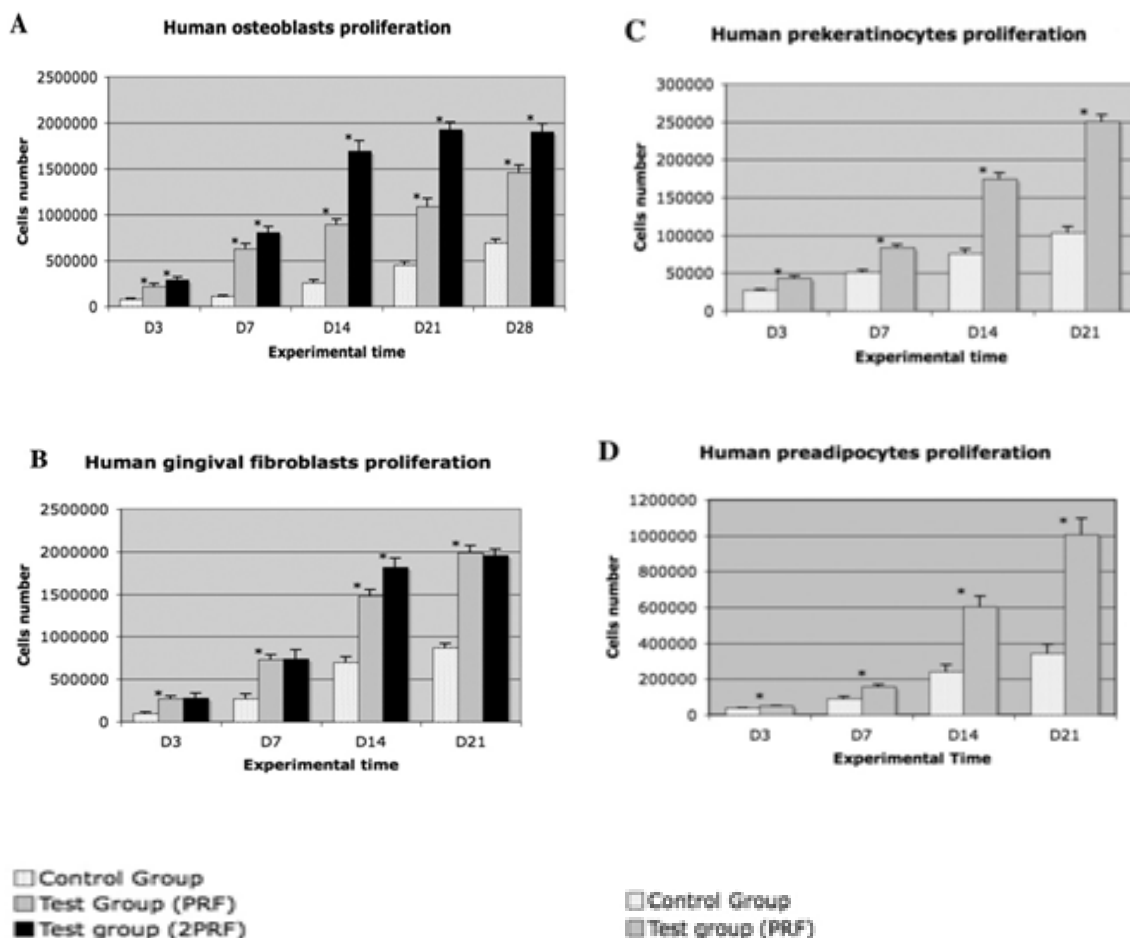 A
Human osteoblasts proliferation
2500000
2000000
1500000
1000000
500000
0
Cells number
* * * * * * * * * *
D3 D7 D14 D21 D28
Experimental time
B
Human gingival fibroblasts proliferation
2500000
2000000
1500000
1000000
500000
0
Cells number
* * * * * *
D3 D7 D14 D21
Experimental time
Control Group
Test Group (PRF)
Test group (2PRF)
C
Human prekeratinocytes proliferation
300000
250000
200000
150000
100000
50000
0
Cells number
* * * *
D3 D7 D14 D21
Experimental time
D
Human preadipocytes proliferation
1200000
1000000
800000
600000
400000
200000
0
Cells number
* * * *
D3 D7 D14 D21
Experimental Time
Control Group
Test group (PRF)